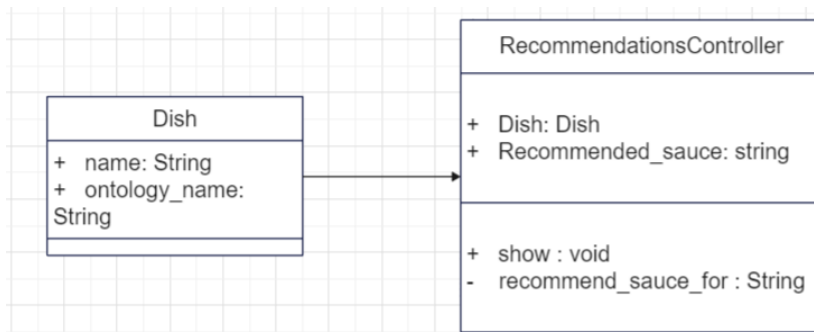 Dish
+ name: String
+ ontology_name:
String
RecommendationsController
+ Dish: Dish
+ Recommended_sauce: string
+ show : void
- recommend_sauce_for : String